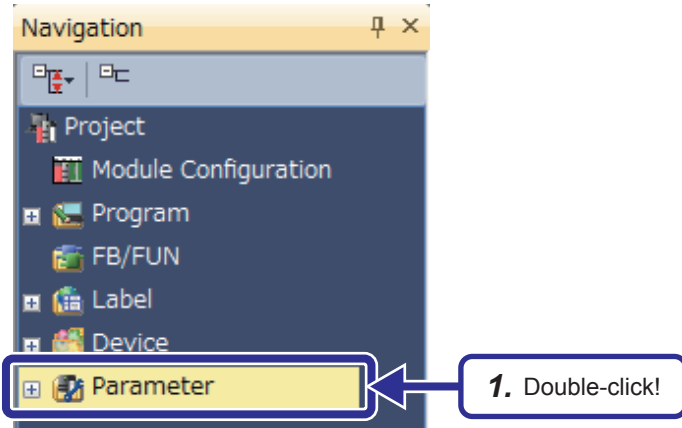 Navigation
Project
Module Configuration
Program
FB/FUN
Label
Device
Parameter
1. Double-click!